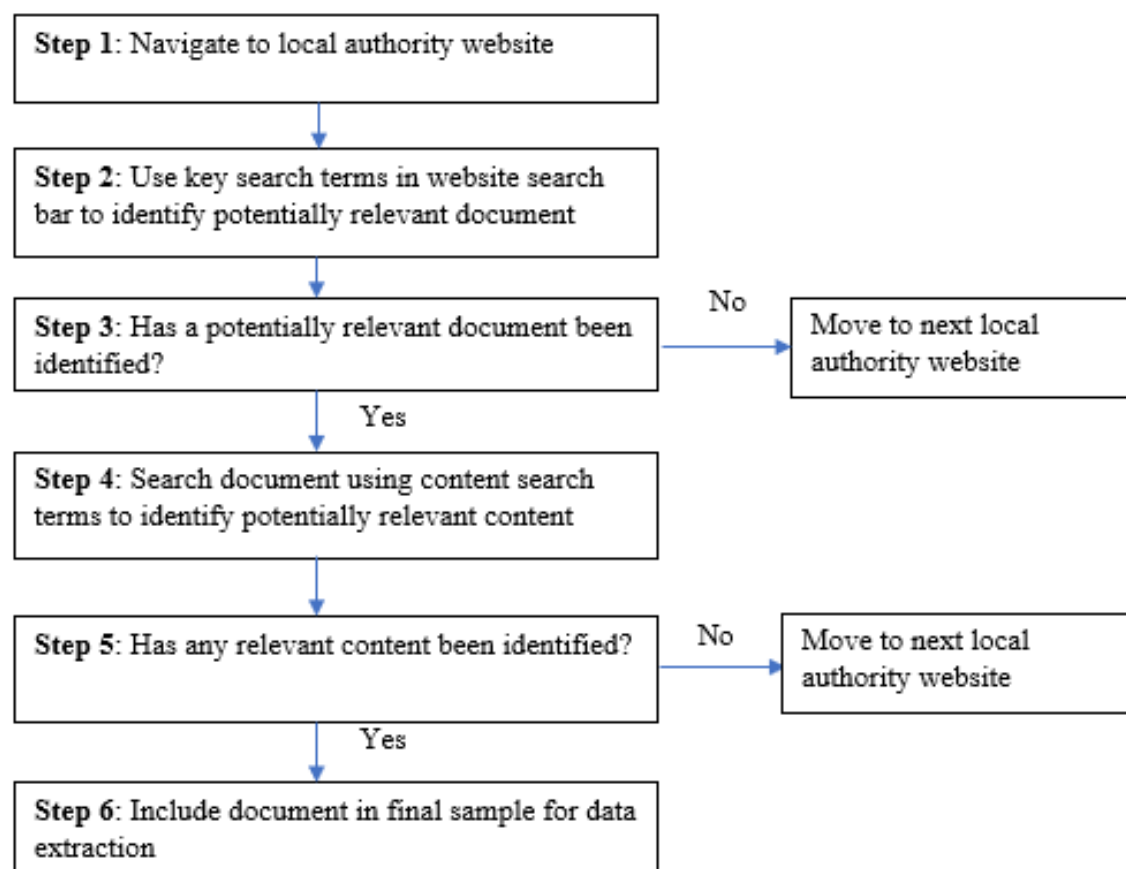 Step 1: Navigate to local authority website
Step 2: Use key search terms in website search
bar to identify potentially relevant document
Step 3: Has a potentially relevant document been
identified?
No
Move to next local
authority website
Yes
Step 4: Search document using content search
terms to identify potentially relevant content
Step 5: Has any relevant content been identified?
No
Move to next local
authority website
Yes
Step 6: Include document in final sample for data
extraction